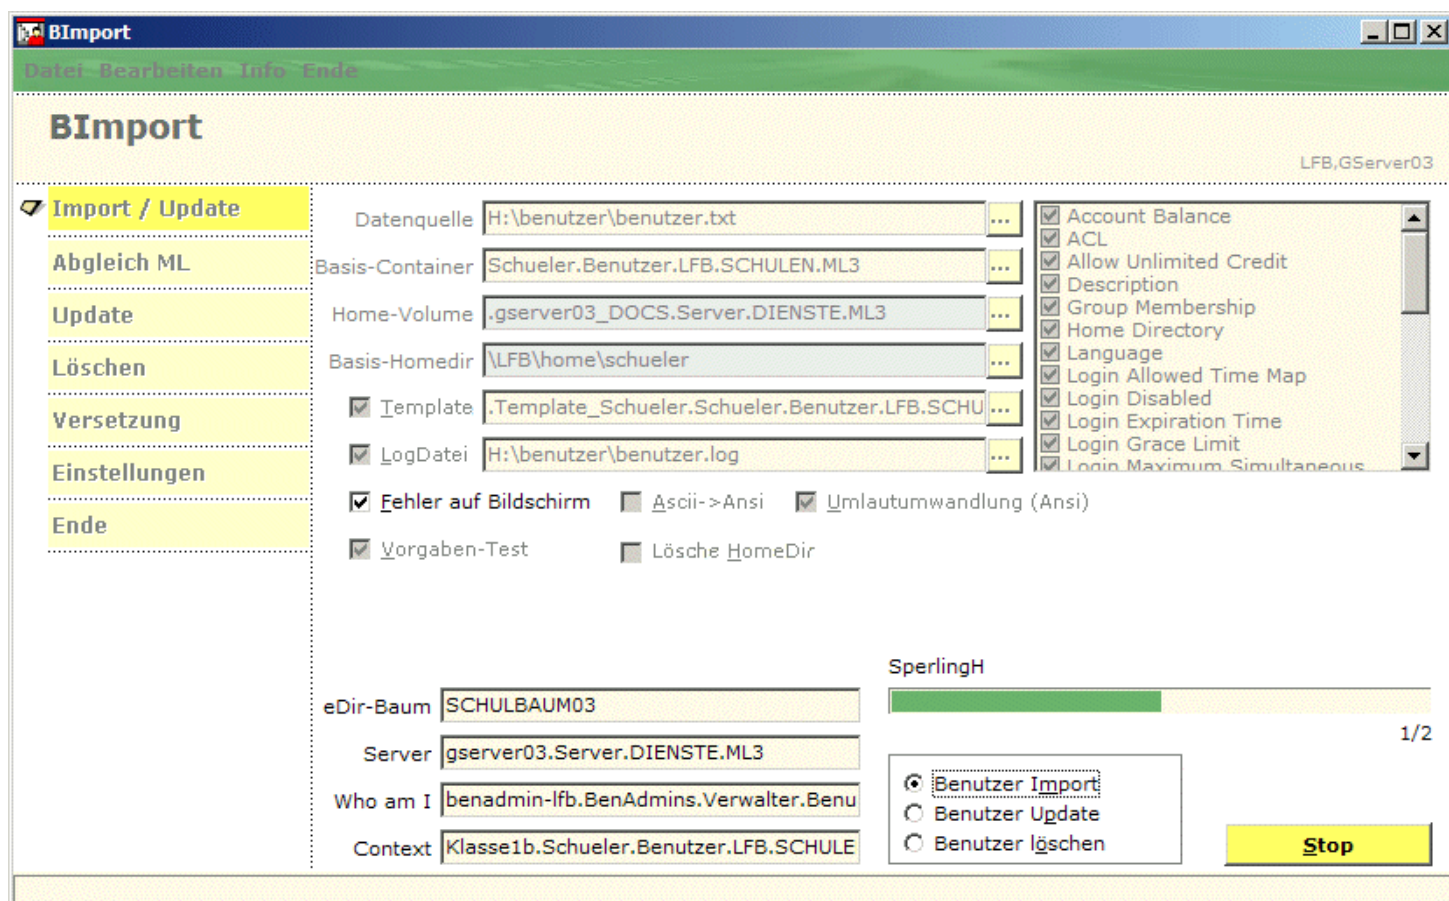 BImport
Datei Bearbeiten Info Ende
BImport
LFB,GServer03
Import / Update
Abgleich ML
Update
Löschen
Versetzung
Einstellungen
Ende
Datenquelle H:\benutzer\benutzer.txt ...
Basis-Container Schueler.Benutzer.LFB.SCHULEN.ML3 ...
Home-Volume .gserver03_DOCS.Server.DIENSTE.ML3 ...
Basis-Homedir \LFB\home\schueler ...
Template .Template_Schueler.Schueler.Benutzer.LFB.SCHU ...
LogDatei H:\benutzer\benutzer.log ...
Account Balance
ACL
Allow Unlimited Credit
Description
Group Membership
Home Directory
Language
Login Allowed Time Map
Login Disabled
Login Expiration Time
Login Grace Limit
Login Maximum Simultaneous
Fehler auf Bildschirm Ascii->Ansi Umlautumwandlung (Ansi)
Vorgaben-Test Lösche HomeDir
eDir-Baum SCHULBAUM03
Server gserver03.Server.DIENSTE.ML3
Who am I benadmin-lfb.BenAdmins.Verwalter.Benu
Context Klasse1b.Schueler.Benutzer.LFB.SCHULE
SperlingH
1/2
Benutzer Import
Benutzer Update
Benutzer löschen
Stop